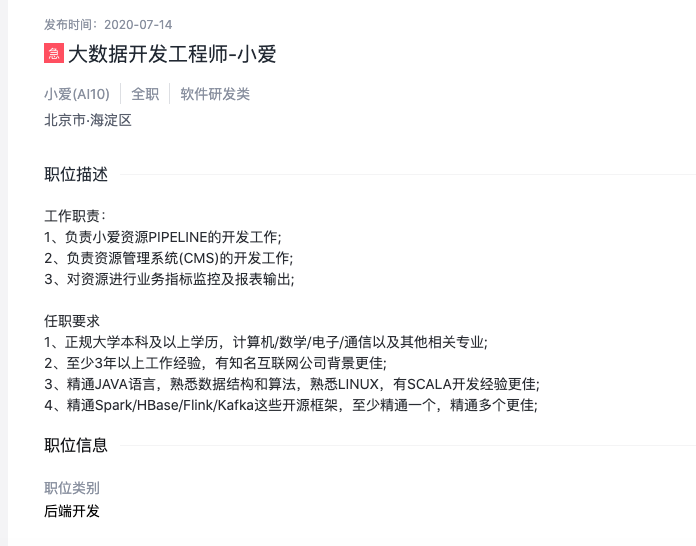 发布时间：2020-07-14
急 大数据开发工程师-小爱
小爱(AI10) 全职 软件研发类
北京市·海淀区
职位描述
工作职责：
1、负责小爱资源PIPELINE的开发工作;
2、负责资源管理系统(CMS)的开发工作;
3、对资源进行业务指标监控及报表输出;
任职要求
1、正规大学本科及以上学历，计算机/数学/电子/通信以及其他相关专业;
2、至少3年以上工作经验，有知名互联网公司背景更佳;
3、精通JAVA语言，熟悉数据结构和算法，熟悉LINUX，有SCALA开发经验更佳;
4、精通Spark/HBase/Flink/Kafka这些开源框架，至少精通一个，精通多个更佳;
职位信息
职位类别
后端开发